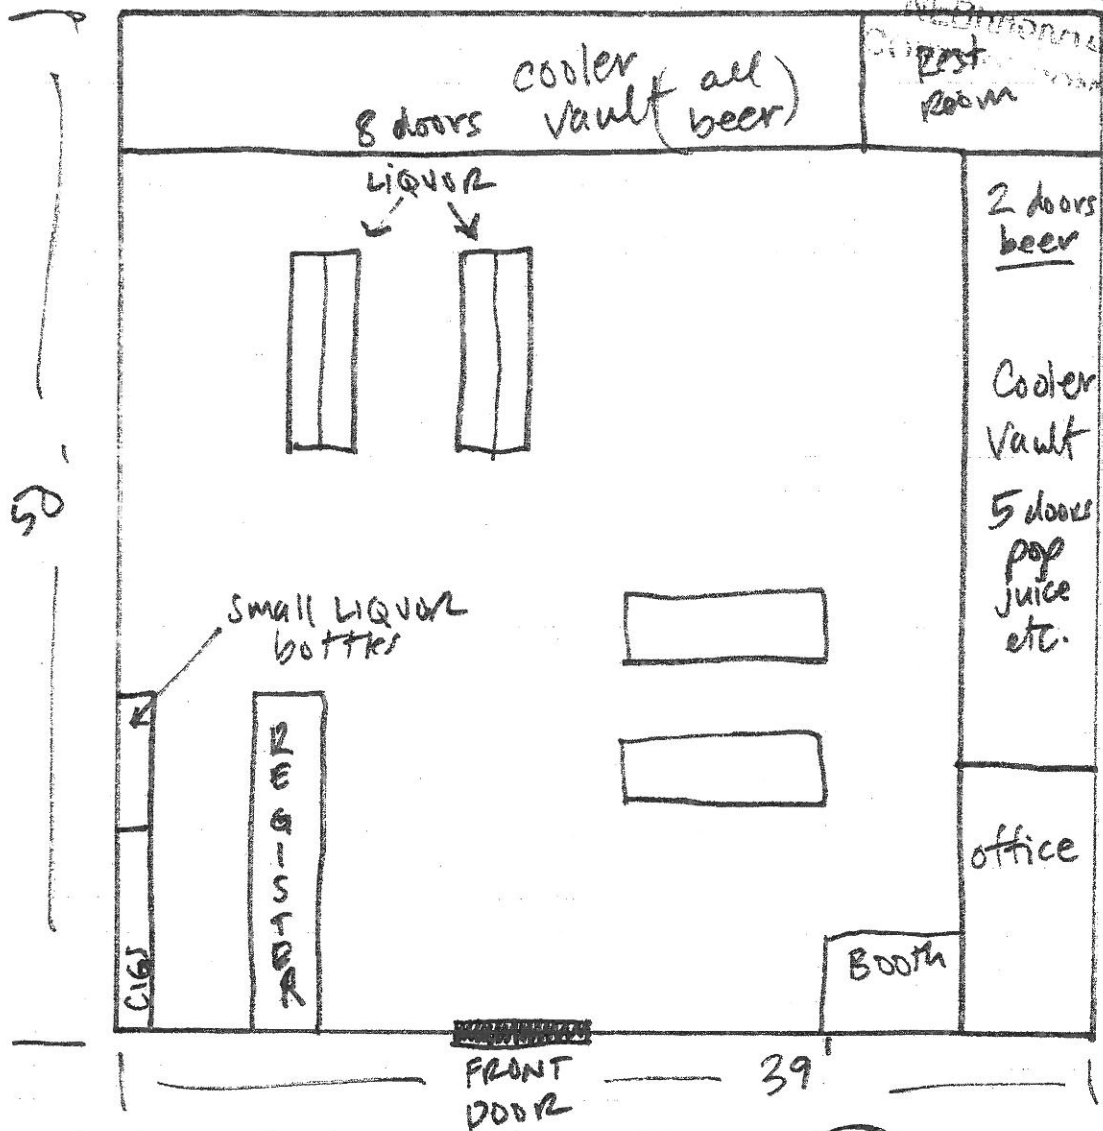 cooler
vault (all
beer)
8 doors
Rest
Room
LIQUOR
2 doors
beer
Cooler
Vault
5 doors
pop
juice
etc.
50
small LIQUOR
bottles
REGISTER
CIGS
office
Booth
FRONT
DOOR
39